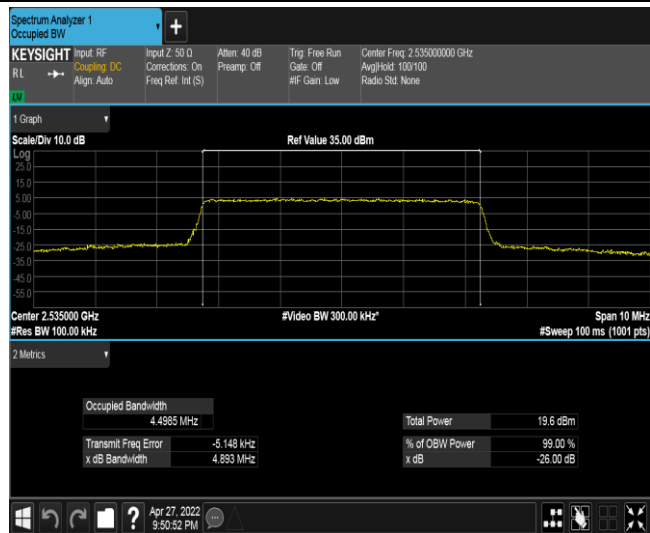 Spectrum Analyzer 1
Occupied BW
+
KEYSIGHT
R L
Input: RF
Coupling: DC
Align: Auto
Input Z: 50 Ω
Corrections: On
Freq Ref: Int (S)
Atten: 40 dB
Preamp: Off
Trig: Free Run
Gate: Off
#IF Gain: Low
Center Freq: 2.535000000 GHz
Avg|Hold: 100/100
Radio Std: None
1 Graph
Scale/Div 10.0 dB
Ref Value 35.00 dBm
Log
25.0
15.0
5.00
-5.00
-15.0
-25.0
-35.0
-45.0
-55.0
Center 2.535000 GHz
#Video BW 300.00 kHz*
Span 10 MHz
#Res BW 100.00 kHz
#Sweep 100 ms (1001 pts)
2 Metrics
Occupied Bandwidth
4.4985 MHz
Total Power 19.6 dBm
Transmit Freq Error -5.148 kHz
% of OBW Power 99.00 %
x dB Bandwidth 4.893 MHz
x dB -26.00 dB
?
Apr 27, 2022
9:50:52 PM